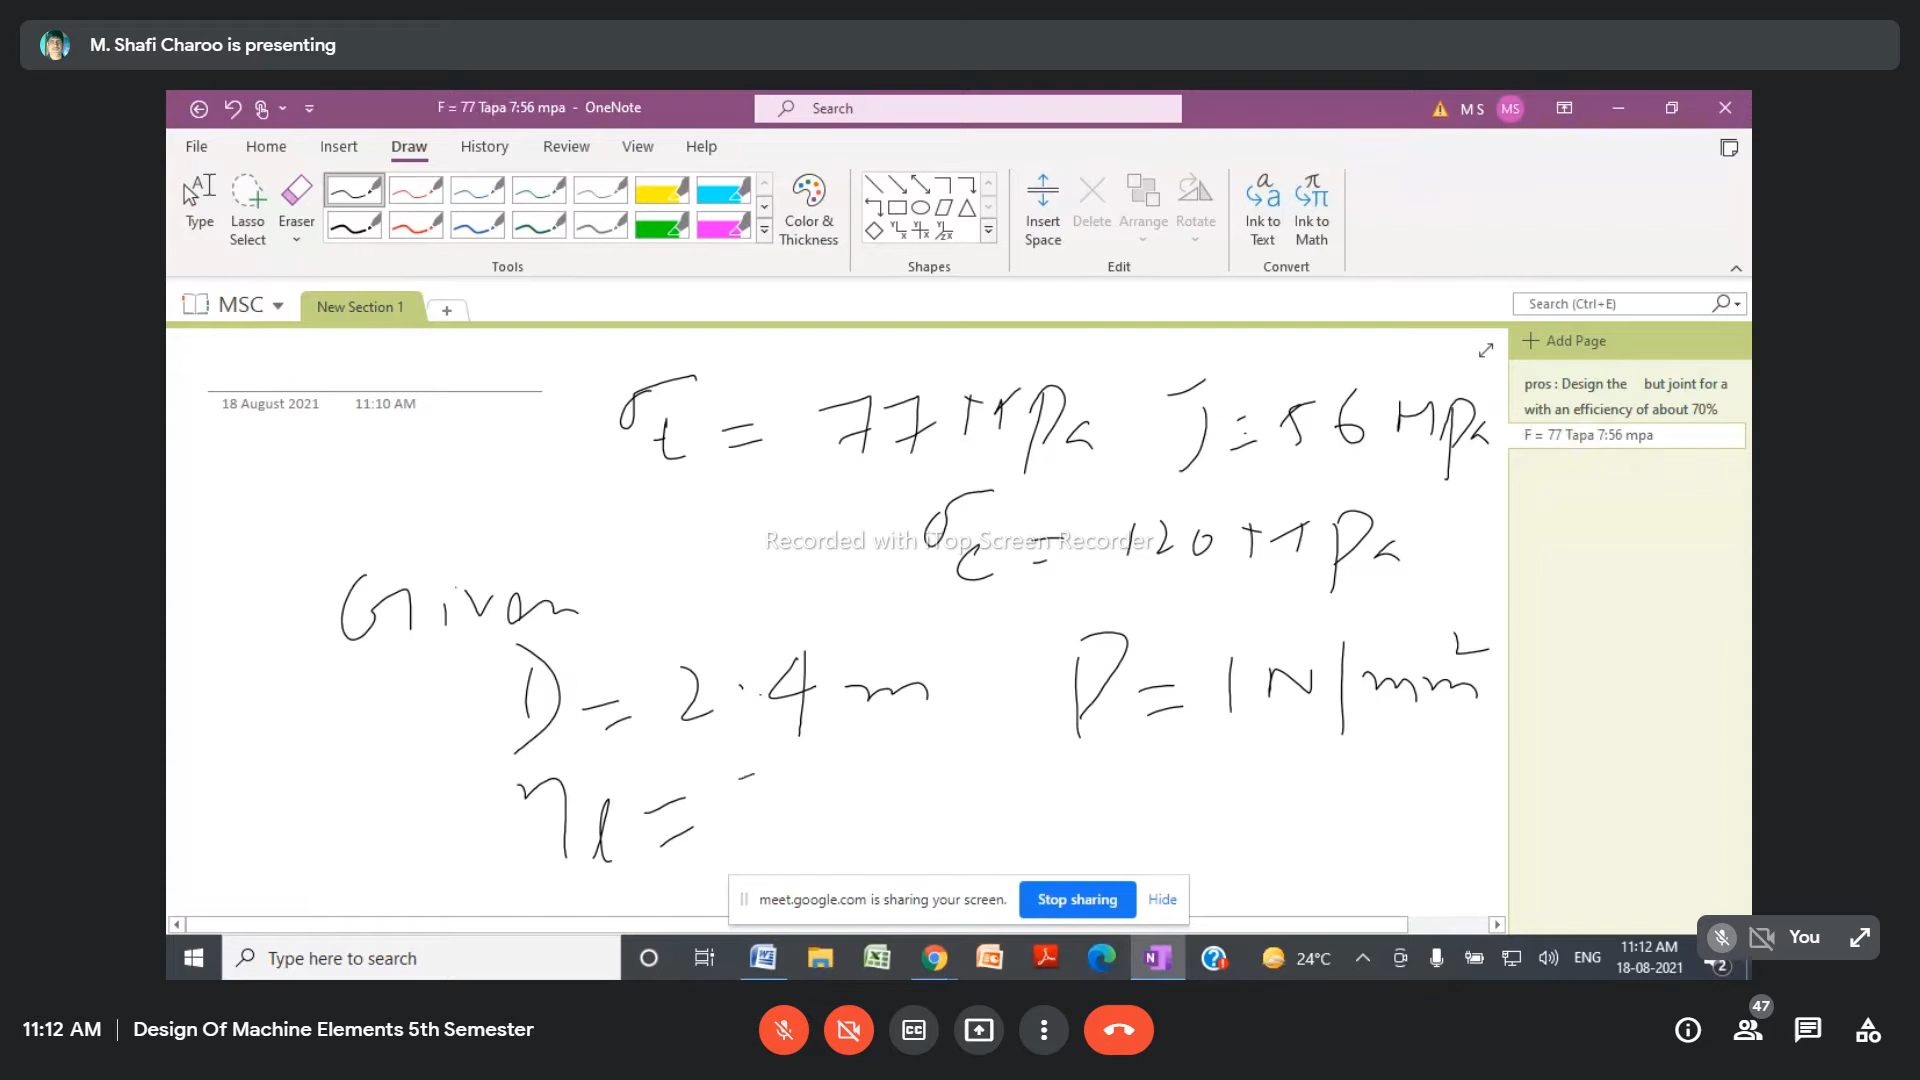 M. Shafi Charoo is presenting
F = 77 Tapa 7:56 mpa - OneNote
Search
M S
MS
File Home Insert Draw History Review View Help
Type
Lasso Select
Eraser
Color & Thickness
Insert Space
Delete
Arrange
Rotate
Ink to Text
Ink to Math
Tools
Shapes
Edit
Convert
MSC
New Section 1
Search (Ctrl+E)
Add Page
pros : Design the but joint for a
with an efficiency of about 70%
F = 77 Tapa 7:56 mpa
18 August 2021 11:10 AM
σt = 77 MPa τ = 56 MPa
σc = 120 MPa
Recorded with iTop Screen Recorder
Given
D = 2.4 m P = 1 N/mm²
ηl =
meet.google.com is sharing your screen.
Stop sharing
Hide
You
Type here to search
24°C
ENG
11:12 AM
18-08-2021
2
11:12 AM | Design Of Machine Elements 5th Semester
CC
47